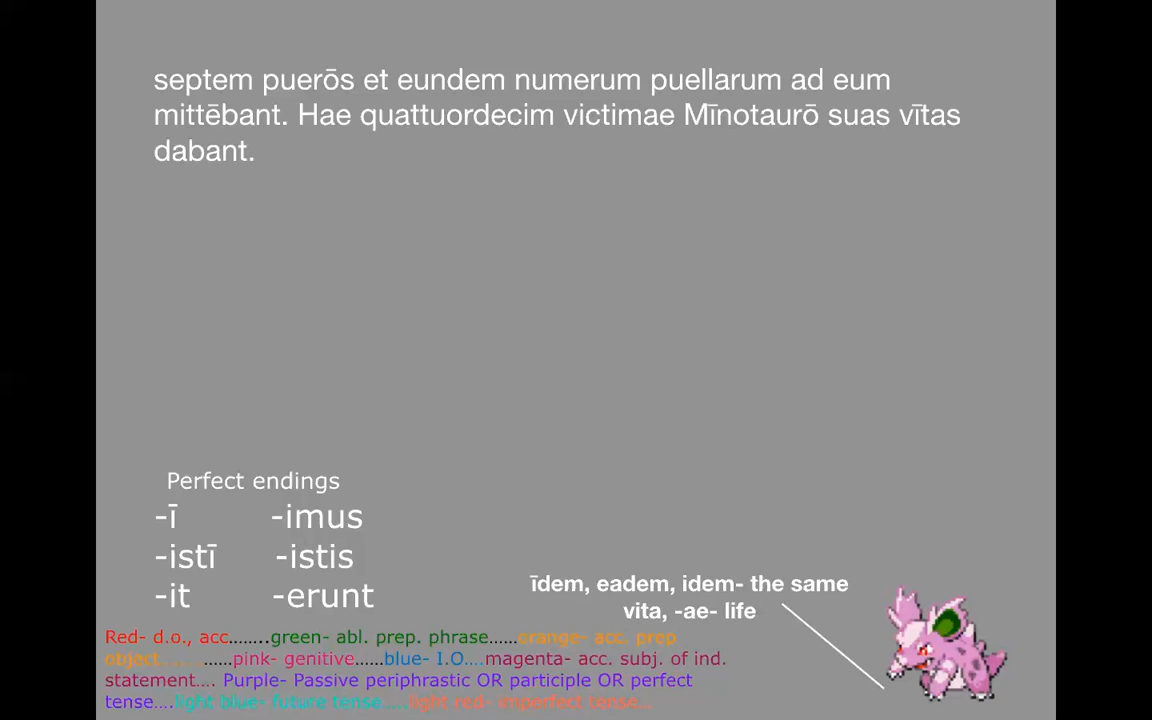 septem puerōs et eundem numerum puellarum ad eum
mittēbant. Hae quattuordecim victimae Mīnotaurō suas vītas
dabant.
Perfect endings
-ī -imus
-istī -istis
-it -erunt
īdem, eadem, idem- the same
vita, -ae- life
Red- d.o., acc........green- abl. prep. phrase......orange- acc. prep
object.............pink- genitive......blue- I.O....magenta- acc. subj. of ind.
statement.... Purple- Passive periphrastic OR participle OR perfect
tense....light blue- future tense.....light red- imperfect tense...